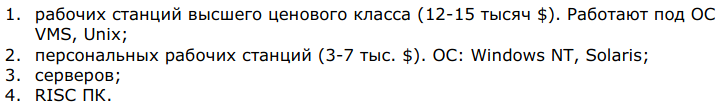 1. рабочих станций высшего ценового класса (12-15 тысяч $). Работают под ОС
VMS, Unix;
2. персональных рабочих станций (3-7 тыс. $). ОС: Windows NT, Solaris;
3. серверов;
4. RISC ПК.